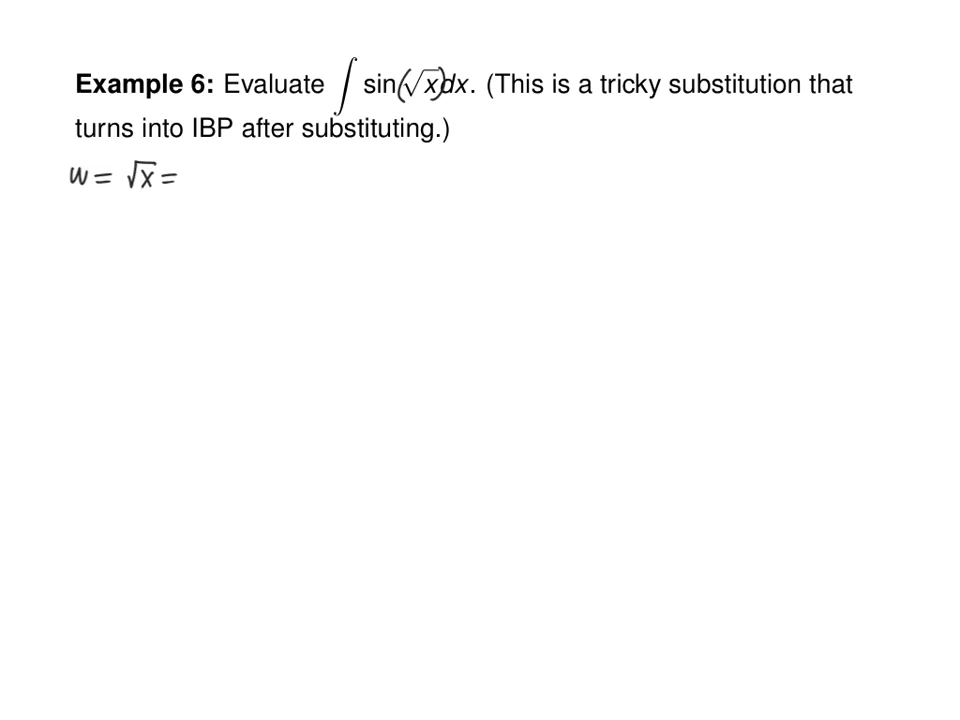 Example 6: Evaluate ∫ sin(√x)dx. (This is a tricky substitution that
turns into IBP after substituting.)
w = √x =